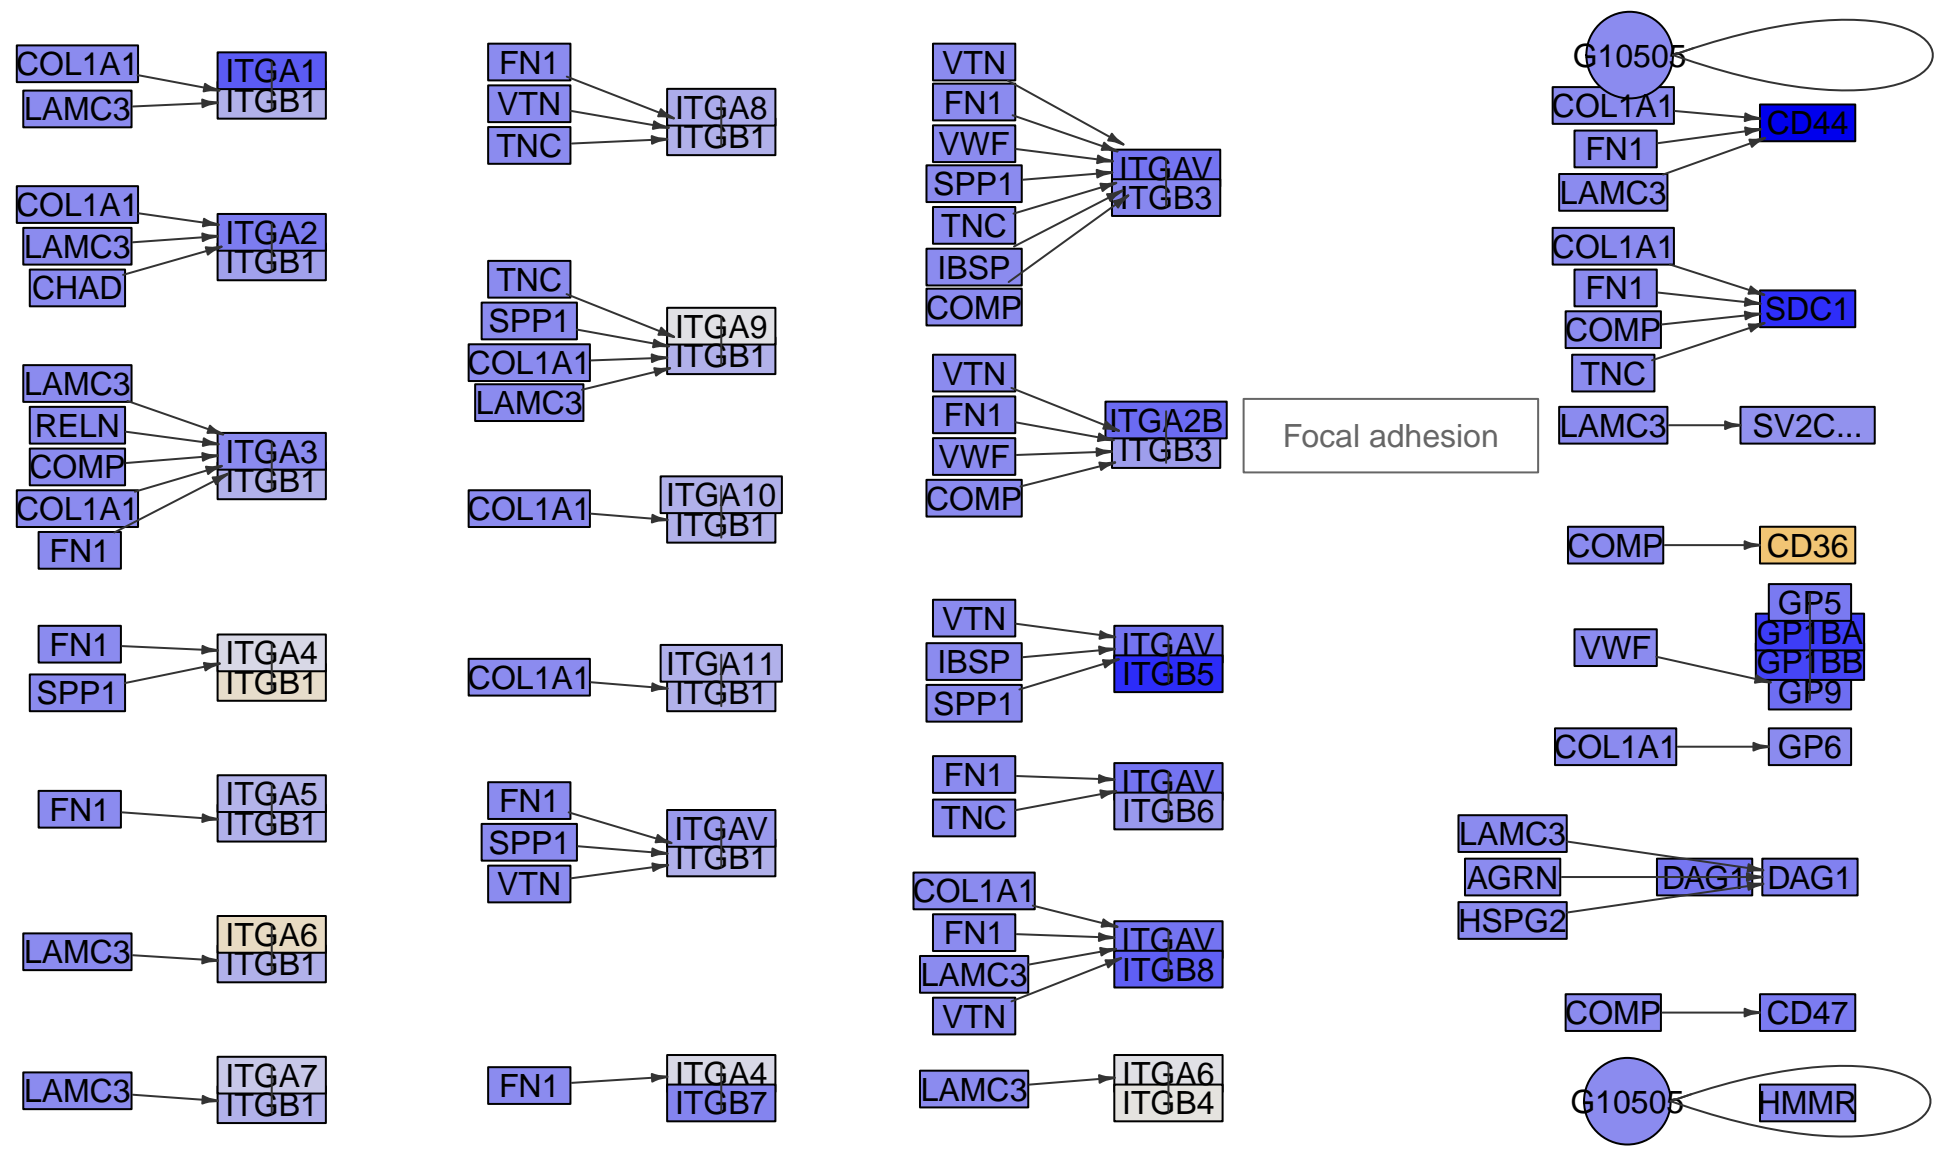 COL1A1
LAMC3
ITGA1
ITGB1
COL1A1
LAMC3
CHAD
ITGA2
ITGB1
LAMC3
RELN
COMP
COL1A1
FN1
ITGA3
ITGB1
FN1
SPP1
ITGA4
ITGB1
FN1
ITGA5
ITGB1
LAMC3
ITGA6
ITGB1
LAMC3
ITGA7
ITGB1
FN1
VTN
TNC
ITGA8
ITGB1
TNC
SPP1
COL1A1
LAMC3
ITGA9
ITGB1
COL1A1
ITGA10
ITGB1
COL1A1
ITGA11
ITGB1
FN1
SPP1
VTN
ITGAV
ITGB1
FN1
ITGA4
ITGB7
VTN
FN1
VWF
SPP1
TNC
IBSP
COMP
ITGAV
ITGB3
VTN
FN1
VWF
COMP
ITGA2B
ITGB3
Focal adhesion
VTN
IBSP
SPP1
ITGAV
ITGB5
FN1
TNC
ITGAV
ITGB6
COL1A1
FN1
LAMC3
VTN
ITGAV
ITGB8
LAMC3
ITGA6
ITGB4
G10505
COL1A1
FN1
LAMC3
CD44
COL1A1
FN1
COMP
TNC
SDC1
LAMC3
SV2C...
COMP
CD36
VWF
GP5
GP1BA
GP1BB
GP9
COL1A1
GP6
LAMC3
AGRN
HSPG2
DAG1
DAG1
COMP
CD47
G10505
HMMR